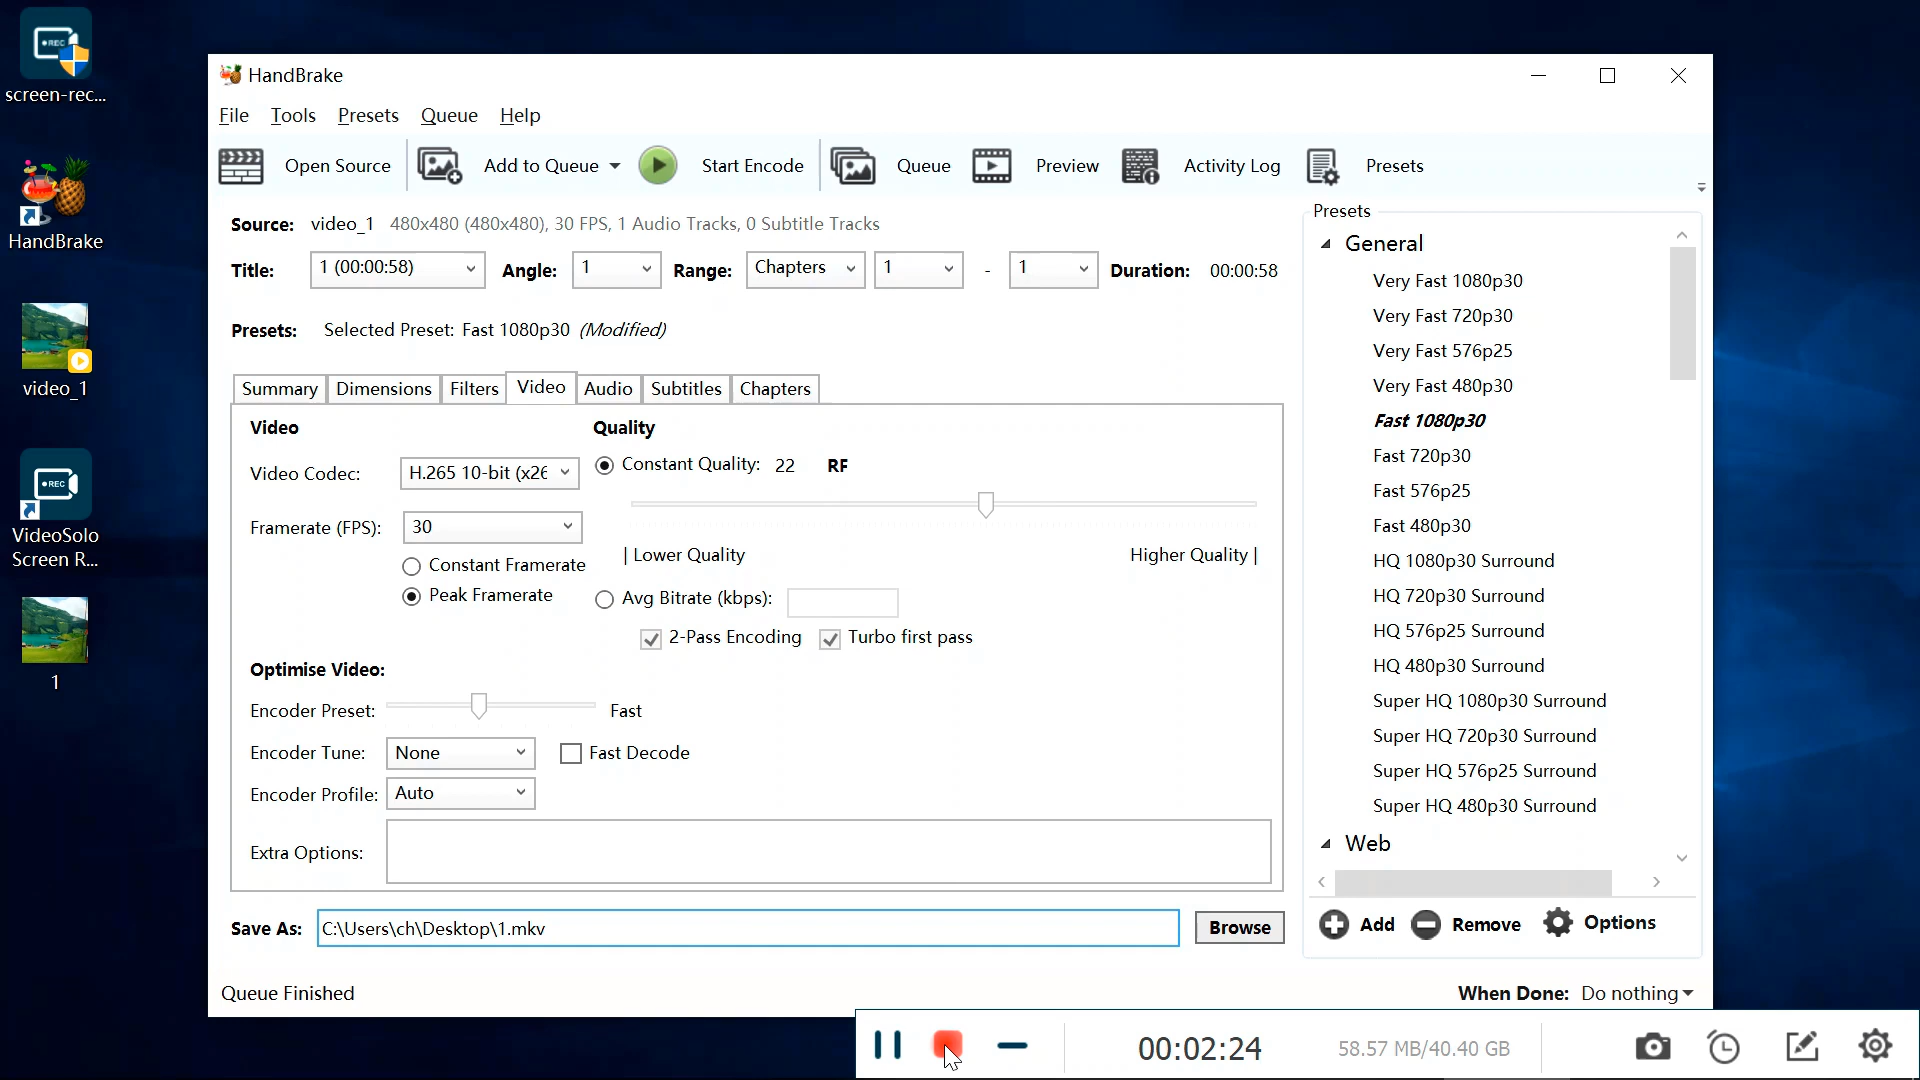 REC
screen-rec...
HandBrake
video_1
REC
VideoSolo
Screen R...
1
HandBrake
File Tools Presets Queue Help
Open Source Add to Queue Start Encode Queue Preview Activity Log Presets
Source: video_1 480x480 (480x480), 30 FPS, 1 Audio Tracks, 0 Subtitle Tracks
Title: 1 (00:00:58) Angle: 1 Range: Chapters 1 - 1 Duration: 00:00:58
Presets: Selected Preset: Fast 1080p30 (Modified)
Summary Dimensions Filters Video Audio Subtitles Chapters
Video Quality
Video Codec: H.265 10-bit (x26 Constant Quality: 22 RF
Framerate (FPS): 30
| Lower Quality Higher Quality |
Constant Framerate
Peak Framerate Avg Bitrate (kbps):
2-Pass Encoding Turbo first pass
Optimise Video:
Encoder Preset: Fast
Encoder Tune: None Fast Decode
Encoder Profile: Auto
Extra Options:
Save As: C:\Users\ch\Desktop\1.mkv Browse
Presets
General
Very Fast 1080p30
Very Fast 720p30
Very Fast 576p25
Very Fast 480p30
Fast 1080p30
Fast 720p30
Fast 576p25
Fast 480p30
HQ 1080p30 Surround
HQ 720p30 Surround
HQ 576p25 Surround
HQ 480p30 Surround
Super HQ 1080p30 Surround
Super HQ 720p30 Surround
Super HQ 576p25 Surround
Super HQ 480p30 Surround
Web
Add Remove Options
Queue Finished When Done: Do nothing
00:02:24 58.57 MB/40.40 GB